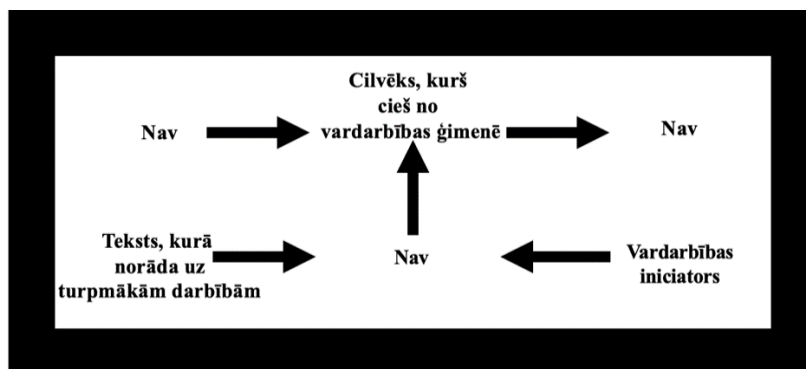 Cilvēks, kurš
cieš no
vardarbības ģimenē
Nav
Nav
Teksts, kurā
norāda uz
turpmākām darbībām
Nav
Vardarbības
iniciators